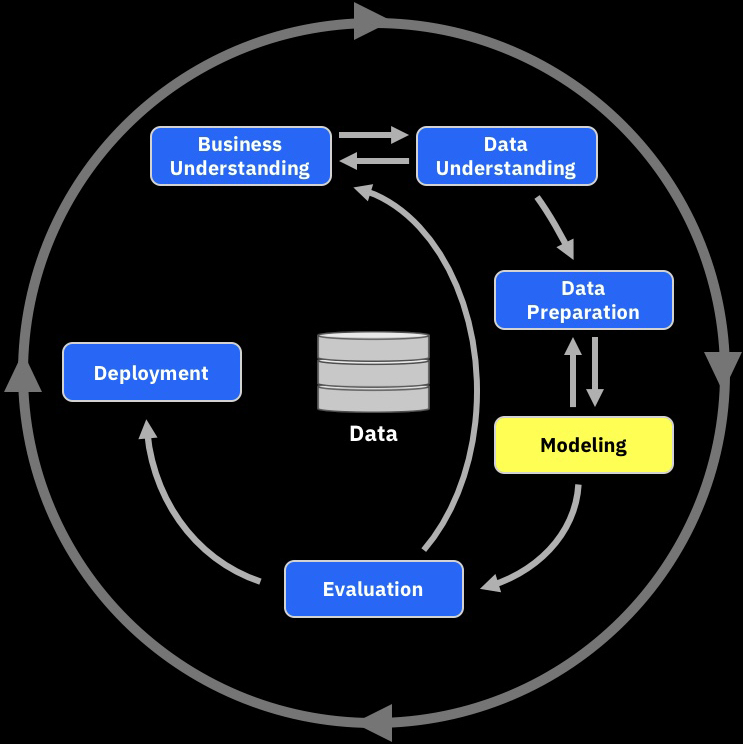 Business
Understanding
Data
Understanding
Data
Preparation
Deployment
Data
Modeling
Evaluation